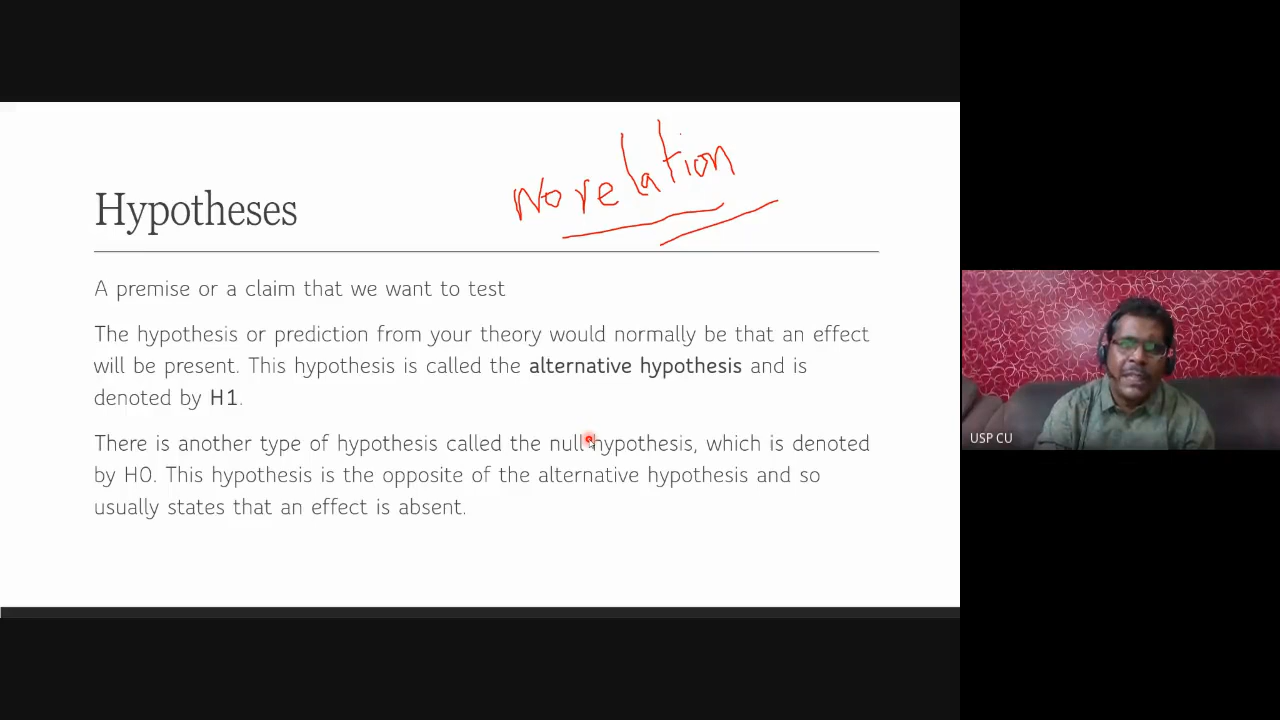 no relation
Hypotheses
A premise or a claim that we want to test
The hypothesis or prediction from your theory would normally be that an effect
will be present. This hypothesis is called the alternative hypothesis and is
denoted by H1.
There is another type of hypothesis called the null hypothesis, which is denoted
by H0. This hypothesis is the opposite of the alternative hypothesis and so
usually states that an effect is absent.
USP CU